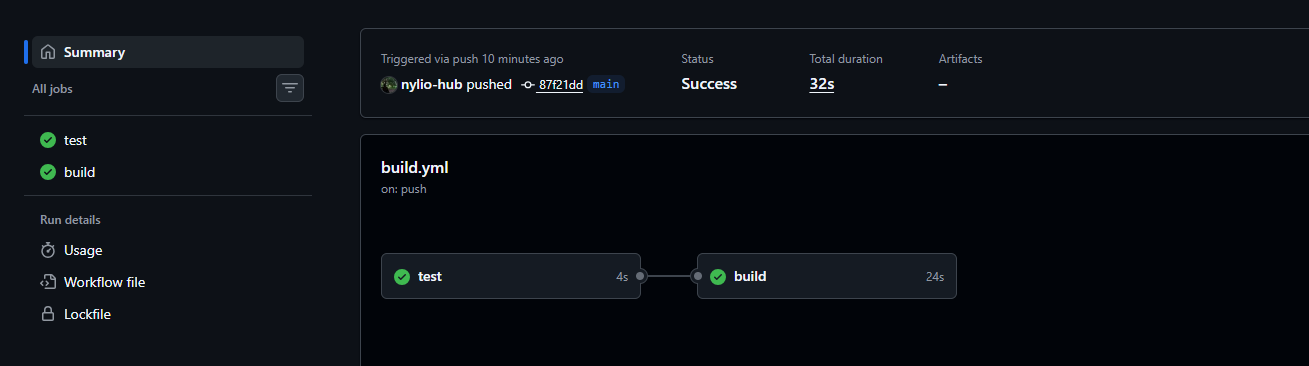 Summary
All jobs
test
build
Run details
Usage
Workflow file
Lockfile
Triggered via push 10 minutes ago
nylio-hub pushed 87f21dd main
Status
Success
Total duration
32s
Artifacts
–
build.yml
on: push
test 4s
build 24s